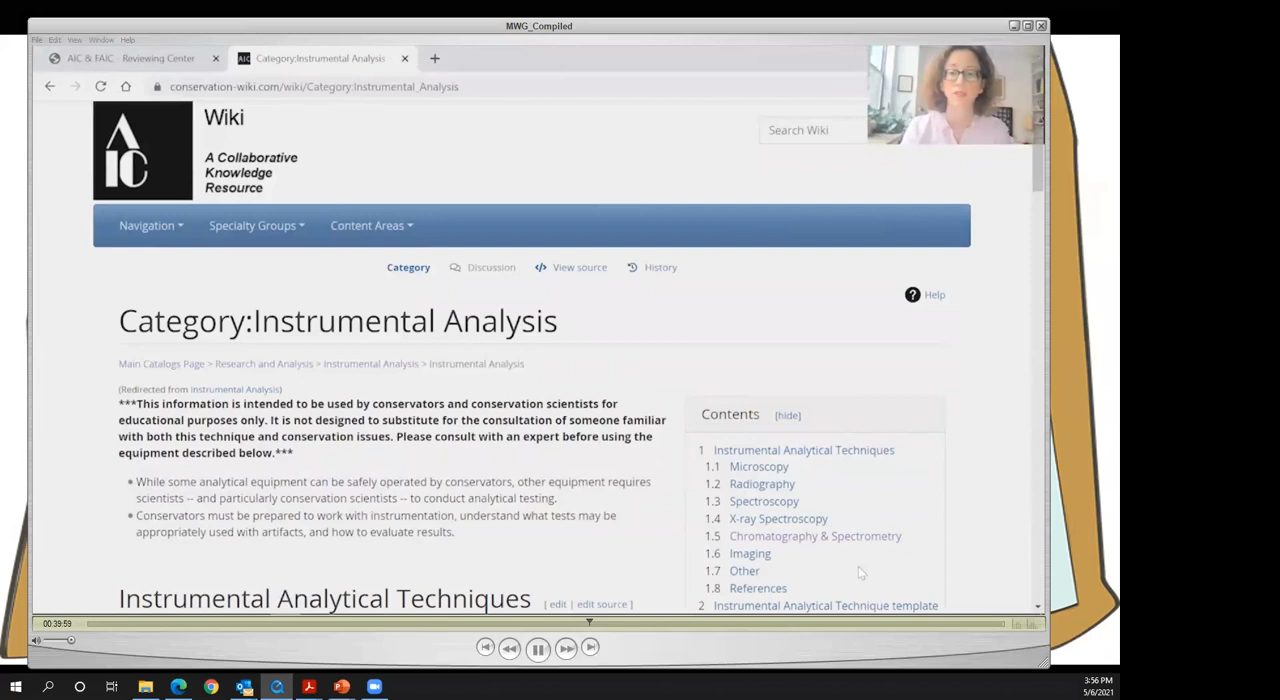 MWG_Compiled
File Edit View Window Help
AIC & FAIC - Reviewing Center
AIC Category:Instrumental Analysis
conservation-wiki.com/wiki/Category:Instrumental_Analysis
AIC
Wiki
A Collaborative
Knowledge
Resource
Search Wiki
Navigation
Specialty Groups
Content Areas
Category
Discussion
View source
History
? Help
Category:Instrumental Analysis
Main Catalogs Page > Research and Analysis > Instrumental Analysis > Instrumental Analysis
(Redirected from Instrumental Analysis)
***This information is intended to be used by conservators and conservation scientists for
educational purposes only. It is not designed to substitute for the consultation of someone familiar
with both this technique and conservation issues. Please consult with an expert before using the
equipment described below.***
While some analytical equipment can be safely operated by conservators, other equipment requires
scientists -- and particularly conservation scientists -- to conduct analytical testing.
Conservators must be prepared to work with instrumentation, understand what tests may be
appropriately used with artifacts, and how to evaluate results.
Contents [hide]
1 Instrumental Analytical Techniques
1.1 Microscopy
1.2 Radiography
1.3 Spectroscopy
1.4 X-ray Spectroscopy
1.5 Chromatography & Spectrometry
1.6 Imaging
1.7 Other
1.8 References
2 Instrumental Analytical Technique template
Instrumental Analytical Techniques [ edit | edit source ]
00:39:59
3:56 PM
5/6/2021